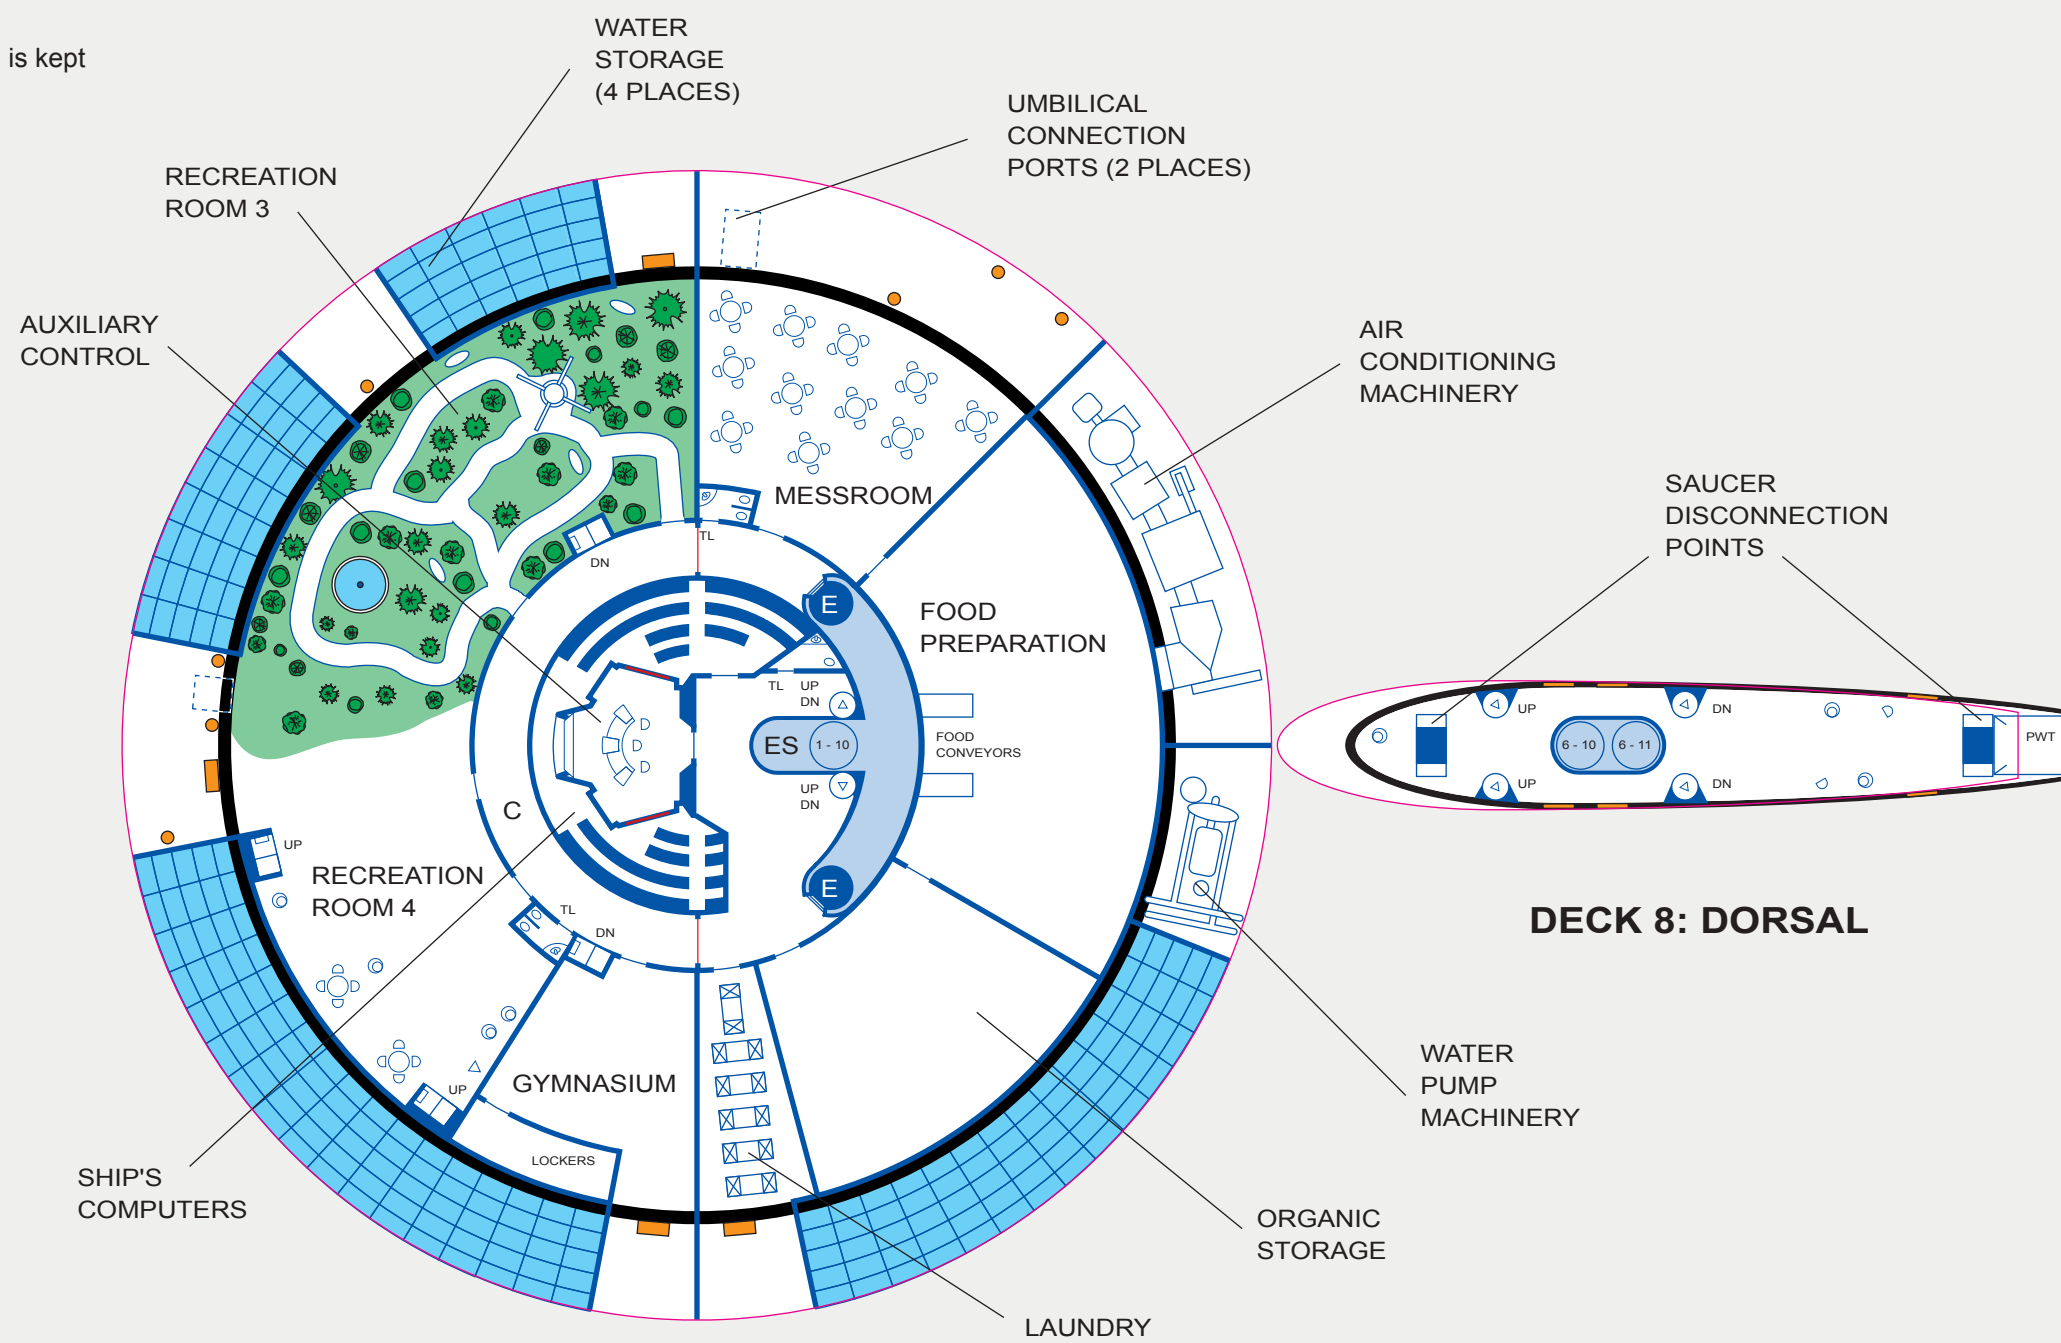 is kept
WATER
STORAGE
(4 PLACES)
UMBILICAL
CONNECTION
PORTS (2 PLACES)
RECREATION
ROOM 3
AUXILIARY
CONTROL
AIR
CONDITIONING
MACHINERY
SAUCER
DISCONNECTION
POINTS
MESSROOM
TL
DN
E
FOOD
PREPARATION
TL
UP
DN
ES
1 - 10
FOOD
CONVEYORS
UP
DN
C
E
UP
RECREATION
ROOM 4
TL
DN
UP
DN
6 - 10
6 - 11
UP
DN
PWT
DECK 8: DORSAL
GYMNASIUM
UP
LOCKERS
WATER
PUMP
MACHINERY
SHIP'S
COMPUTERS
ORGANIC
STORAGE
LAUNDRY